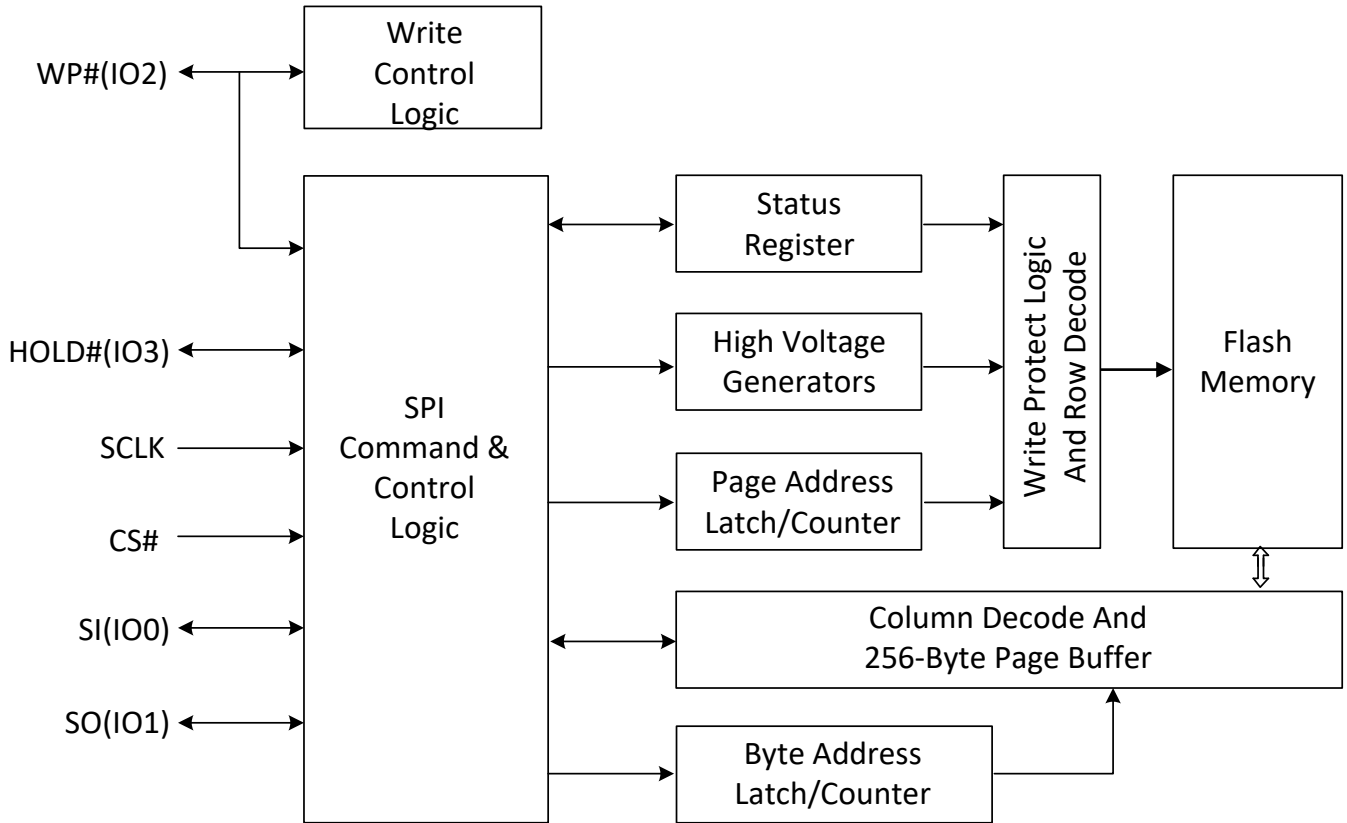 WP#(IO2)
Write
Control
Logic
HOLD#(IO3)
SCLK
CS#
SI(IO0)
SO(IO1)
SPI
Command &
Control
Logic
Status
Register
High Voltage
Generators
Page Address
Latch/Counter
Write Protect Logic
And Row Decode
Flash
Memory
Column Decode And
256-Byte Page Buffer
Byte Address
Latch/Counter